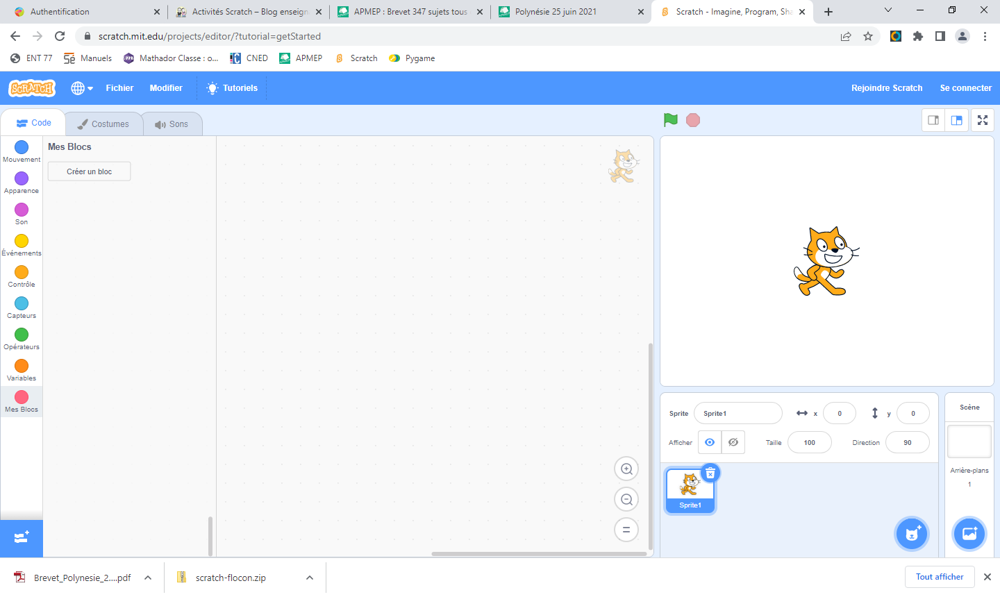 Authentification
Activités Scratch – Blog enseign
APMEP : Brevet 347 sujets tous
Polynésie 25 juin 2021
Scratch - Imagine, Program, Sha
scratch.mit.edu/projects/editor/?tutorial=getStarted
ENT 77
Manuels
Mathador Classe : o...
CNED
APMEP
Scratch
Pygame
SCRATCH
Fichier
Modifier
Tutoriels
Rejoindre Scratch
Se connecter
Code
Costumes
Sons
Mouvement
Apparence
Son
Événements
Contrôle
Capteurs
Opérateurs
Variables
Mes Blocs
Mes Blocs
Créer un bloc
Sprite
Sprite1
x
0
y
0
Afficher
Taille
100
Direction
90
Sprite1
Scène
Arrière-plans
1
Brevet_Polynesie_2....pdf
scratch-flocon.zip
Tout afficher